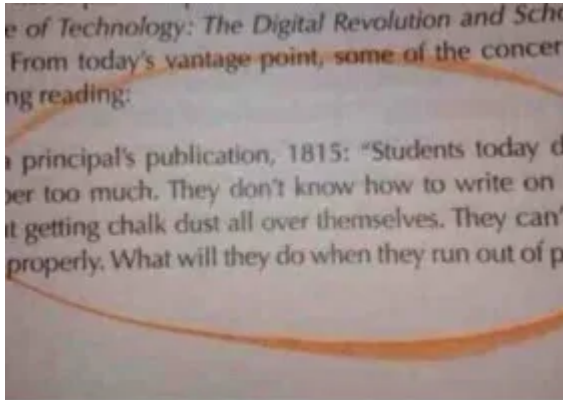 e of Technology: The Digital Revolution and Scho
From today's vantage point, some of the concer
ng reading:
principal's publication, 1815: "Students today d
per too much. They don't know how to write on
t getting chalk dust all over themselves. They can'
properly. What will they do when they run out of p